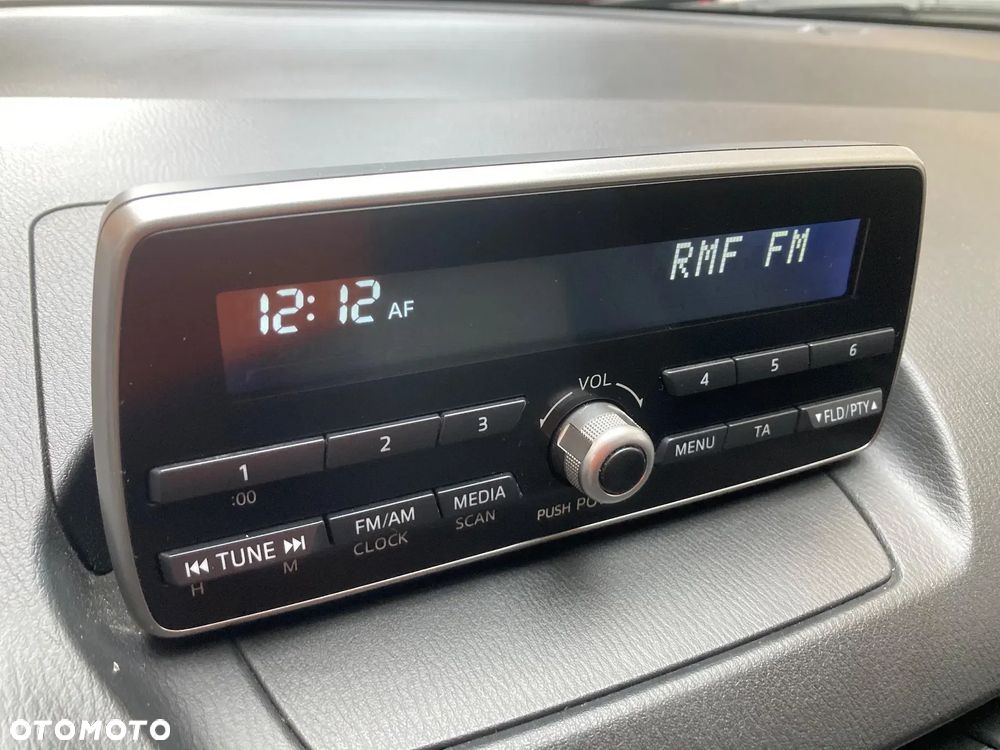 12:12 AF
RMF FM
VOL
1
2
3
4
5
6
:00
⏮ TUNE ⏭
FM/AM
MEDIA
MENU
TA
▼FLD/PTY▲
H
M
CLOCK
SCAN
PUSH
OTOMOTO